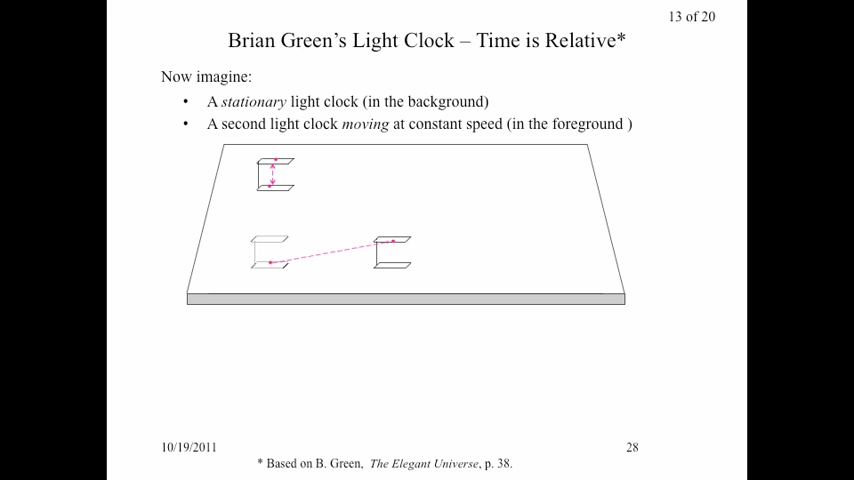 13 of 20
Brian Green's Light Clock – Time is Relative*
Now imagine:
• A stationary light clock (in the background)
• A second light clock moving at constant speed (in the foreground )
10/19/2011
28
* Based on B. Green, The Elegant Universe, p. 38.